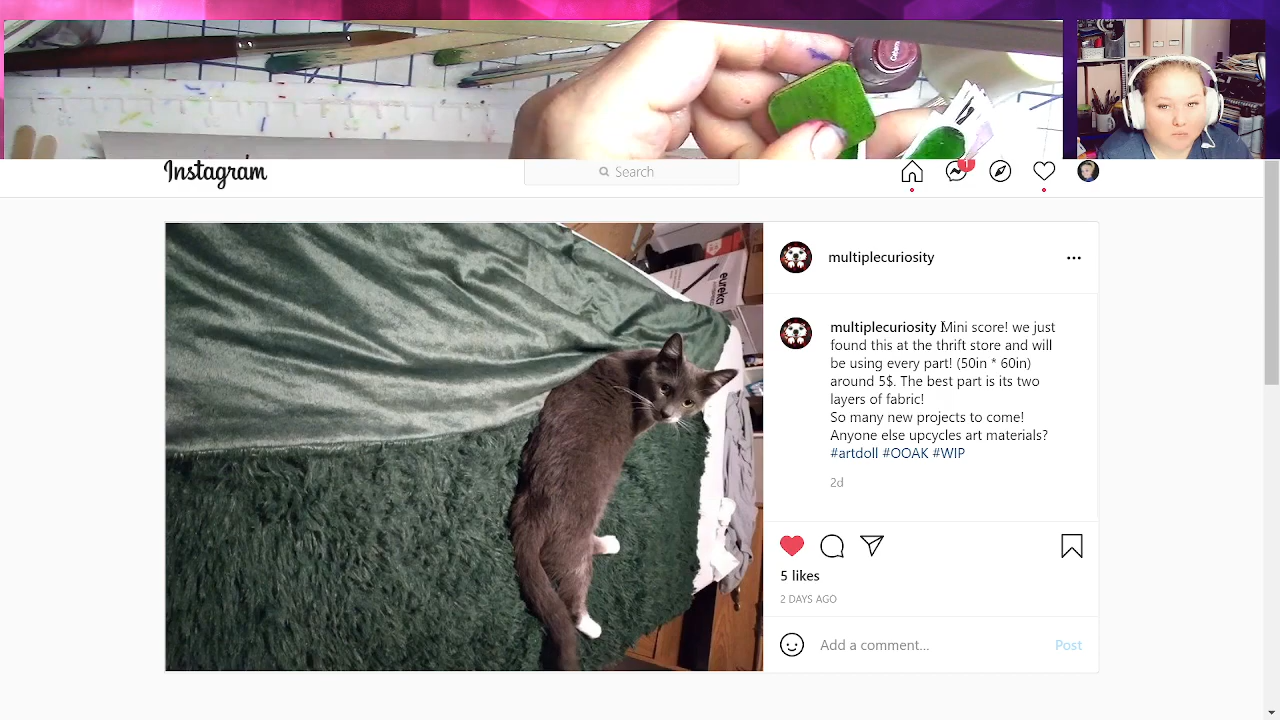 Instagram
Search
1
eureka
multiplecuriosity
multiplecuriosity Mini score! we just
found this at the thrift store and will
be using every part! (50in * 60in)
around 5$. The best part is its two
layers of fabric!
So many new projects to come!
Anyone else upcycles art materials?
#artdoll #OOAK #WIP
2d
5 likes
2 DAYS AGO
Add a comment...
Post